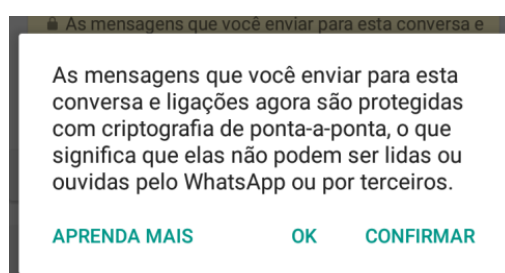 As mensagens que você enviar para esta conversa e
As mensagens que você enviar para esta
conversa e ligações agora são protegidas
com criptografia de ponta-a-ponta, o que
significa que elas não podem ser lidas ou
ouvidas pelo WhatsApp ou por terceiros.
APRENDA MAIS OK CONFIRMAR